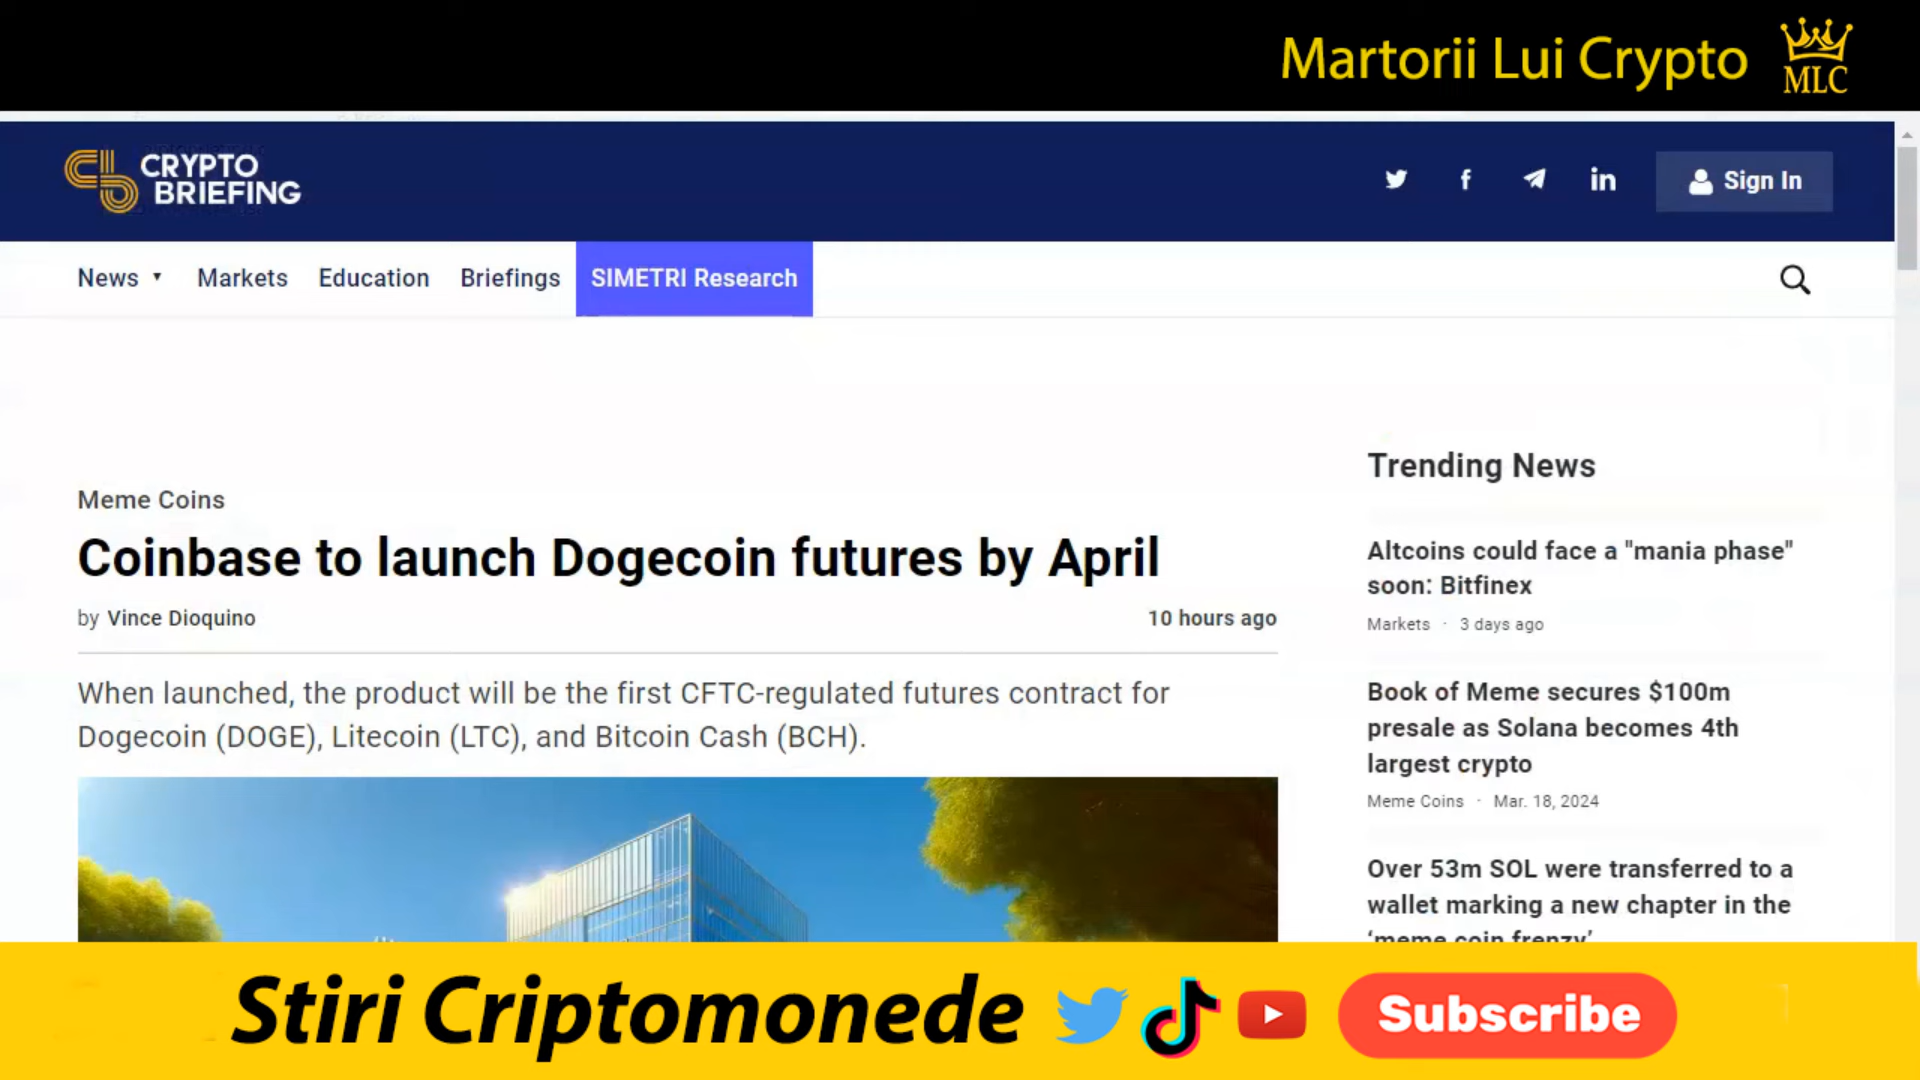 Martorii Lui Crypto
MLC
CRYPTO
BRIEFING
Sign In
News
Markets
Education
Briefings
SIMETRI Research
Meme Coins
Coinbase to launch Dogecoin futures by April
by Vince Dioquino
10 hours ago
When launched, the product will be the first CFTC-regulated futures contract for
Dogecoin (DOGE), Litecoin (LTC), and Bitcoin Cash (BCH).
Trending News
Altcoins could face a "mania phase"
soon: Bitfinex
Markets · 3 days ago
Book of Meme secures $100m
presale as Solana becomes 4th
largest crypto
Meme Coins · Mar. 18, 2024
Over 53m SOL were transferred to a
wallet marking a new chapter in the
‘meme coin frenzy’
Stiri Criptomonede
Subscribe